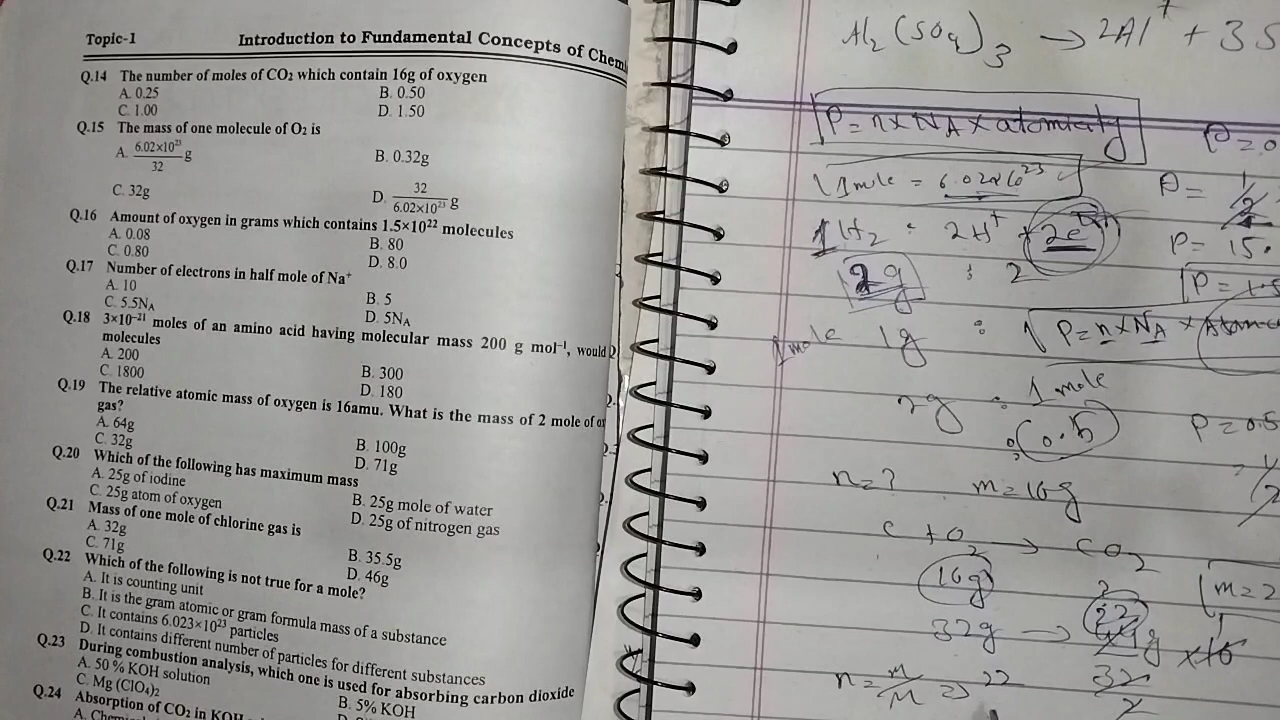 Topic-1 Introduction to Fundamental Concepts of Chem
Q.14 The number of moles of CO₂ which contain 16g of oxygen
A. 0.25 B. 0.50
C. 1.00 D. 1.50
Q.15 The mass of one molecule of O₂ is
A. 6.02×10²³/32 g B. 0.32g
C. 32g D. 32/6.02×10²³ g
Q.16 Amount of oxygen in grams which contains 1.5×10²² molecules
A. 0.08 B. 80
C. 0.80 D. 8.0
Q.17 Number of electrons in half mole of Na⁺
A. 10 B. 5
C. 5.5Nᴀ D. 5Nᴀ
Q.18 3×10⁻²¹ moles of an amino acid having molecular mass 200 g mol⁻¹, would
molecules
A. 200 B. 300
C. 1800 D. 180
Q.19 The relative atomic mass of oxygen is 16amu. What is the mass of 2 mole of
gas?
A. 64g B. 100g
C. 32g D. 71g
Q.20 Which of the following has maximum mass
A. 25g of iodine B. 25g mole of water
C. 25g atom of oxygen D. 25g of nitrogen gas
Q.21 Mass of one mole of chlorine gas is
A. 32g B. 35.5g
C. 71g D. 46g
Q.22 Which of the following is not true for a mole?
A. It is counting unit
B. It is the gram atomic or gram formula mass of a substance
C. It contains 6.023×10²³ particles
D. It contains different number of particles for different substances
Q.23 During combustion analysis, which one is used for absorbing carbon dioxide
A. 50 % KOH solution B. 5% KOH
C. Mg (ClO₄)₂
Q.24 Absorption of CO₂ in KOH
Al₂(SO₄)₃ → 2Al⁺ + 3S
P = n × Nᴀ × atomicity
1 mole = 6.02×10²³
P =
1H₂ : 2H⁺ + 2e P = 15.
2g : 2
1 mole 1g : P = n × Nᴀ ×
2g : 1 mole
0.5 P = 0.5
n = ? m = 16g
C + O₂ → CO₂
16g m = 2
32g →
n = m/M